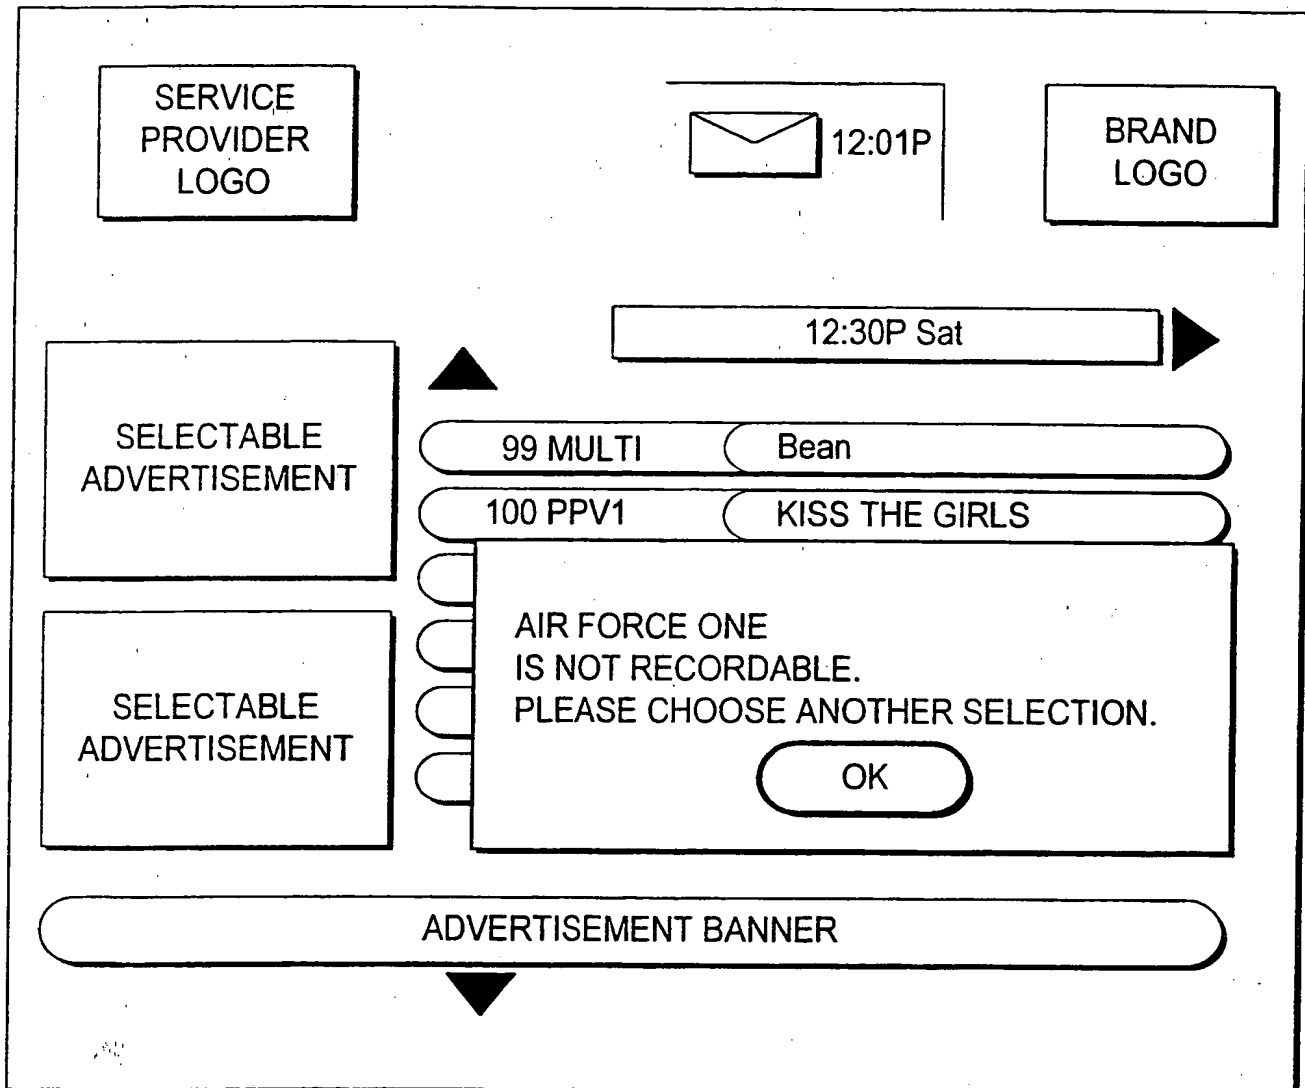 SERVICE
PROVIDER
LOGO
12:01P
BRAND
LOGO
12:30P Sat
SELECTABLE
ADVERTISEMENT
99 MULTI Bean
100 PPV1 KISS THE GIRLS
AIR FORCE ONE
IS NOT RECORDABLE.
PLEASE CHOOSE ANOTHER SELECTION.
OK
SELECTABLE
ADVERTISEMENT
ADVERTISEMENT BANNER